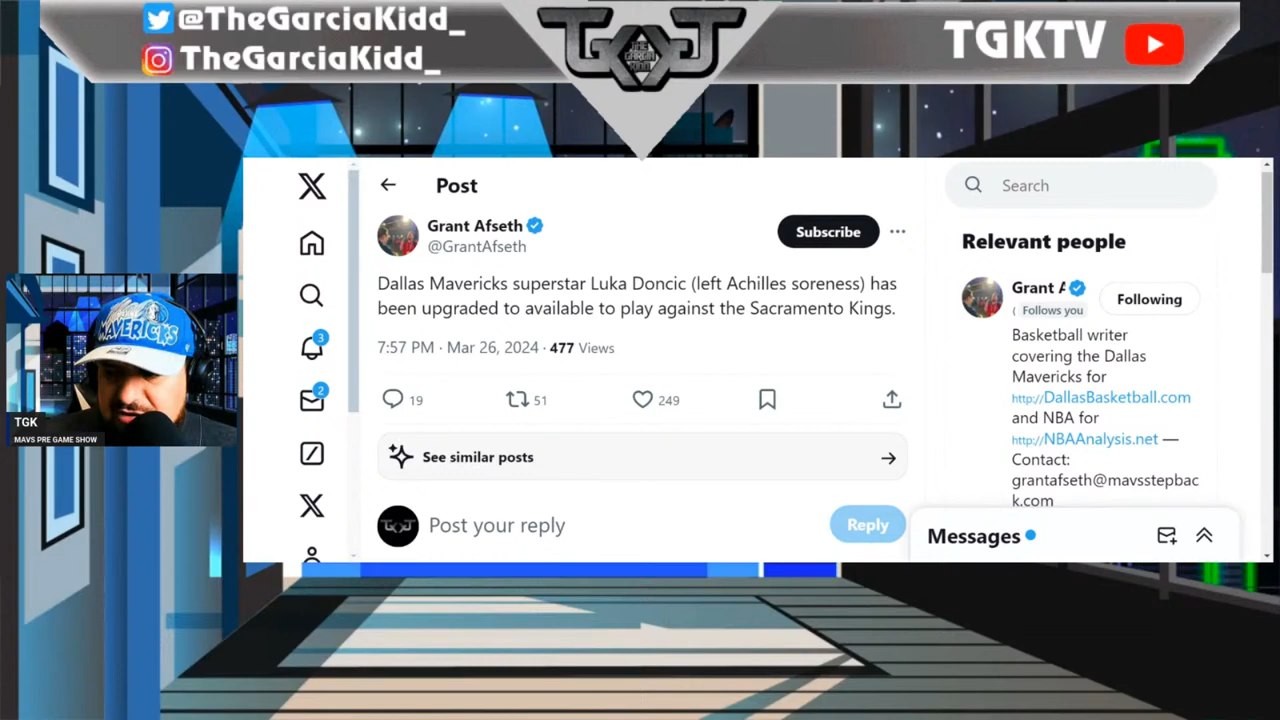 @TheGarciaKidd_
TheGarciaKidd_
TGKTV
THE
GARCIA
KIDD
Post
Search
Grant Afseth
@GrantAfseth
Subscribe
Dallas Mavericks superstar Luka Doncic (left Achilles soreness) has
been upgraded to available to play against the Sacramento Kings.
7:57 PM · Mar 26, 2024 · 477 Views
19
51
249
See similar posts
Post your reply
Reply
3
2
Relevant people
Grant A
Follows you
Following
Basketball writer
covering the Dallas
Mavericks for
http://DallasBasketball.com
and NBA for
http://NBAAnalysis.net —
Contact:
grantafseth@mavsstepbac
k.com
Messages
MAVERICKS
TGK
MAVS PRE GAME SHOW